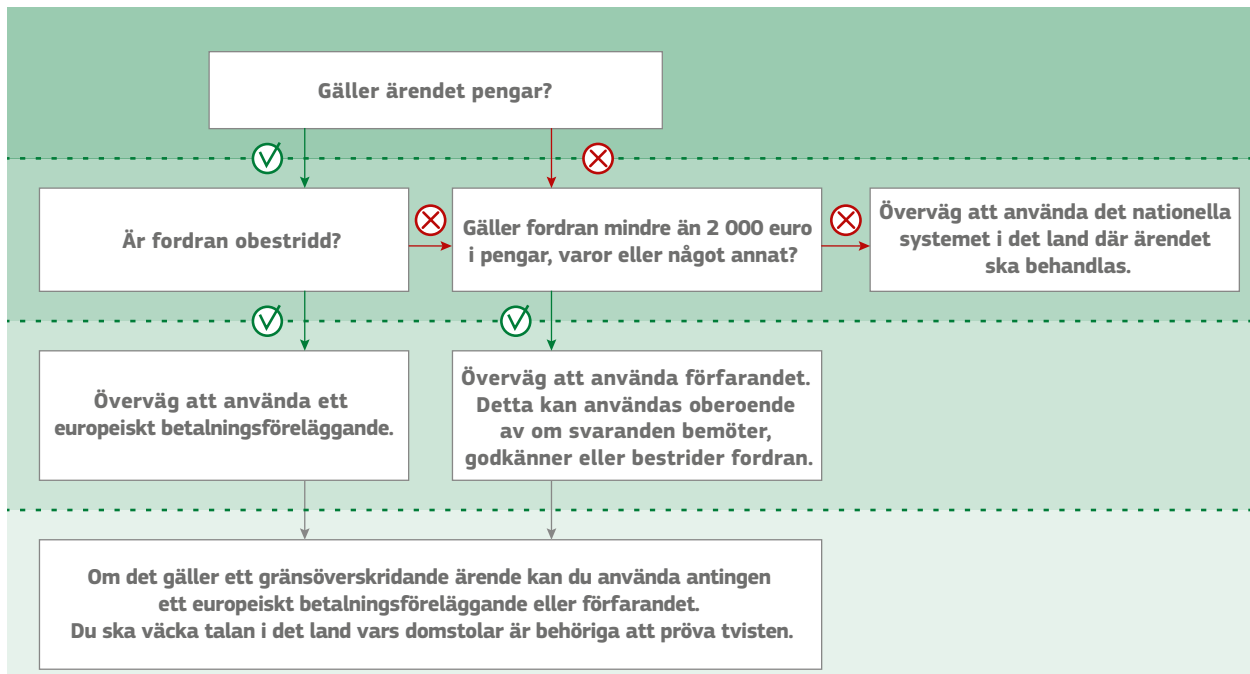 Gäller ärendet pengar?
Är fordran obestridd?
Gäller fordran mindre än 2 000 euro
i pengar, varor eller något annat?
Överväg att använda det nationella
systemet i det land där ärendet
ska behandlas.
Överväg att använda ett
europeiskt betalningsföreläggande.
Överväg att använda förfarandet.
Detta kan användas oberoende
av om svaranden bemöter,
godkänner eller bestrider fordran.
Om det gäller ett gränsöverskridande ärende kan du använda antingen
ett europeiskt betalningsföreläggande eller förfarandet.
Du ska väcka talan i det land vars domstolar är behöriga att pröva tvisten.